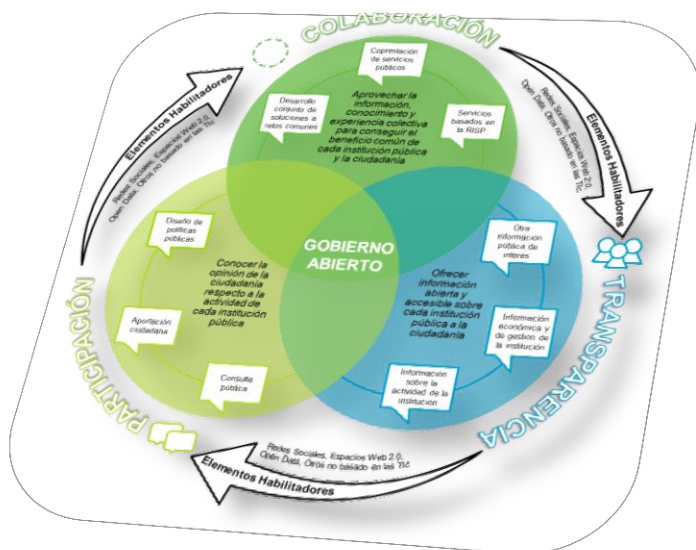 COLABORACIÓN
Coprestación
de servicios
públicos
Aprovechar la
información,
conocimiento y
experiencia colectiva
para conseguir el
beneficio común de
cada institución pública
y la ciudadanía
Desarrollo
conjunto de
soluciones a
retos comunes
Servicios
basados en
la RISP
Elementos Habilitadores
Redes Sociales, Espacios Web 2.0,
Open Data, Otros no basado en las TIc.
Elementos Habilitadores
Redes Sociales, Espacios Web 2.0,
Open Data, Otros no basado en las TIc.
GOBIERNO
ABIERTO
Diseño de
políticas
públicas
Conocer la
opinión de la
ciudadanía
respecto a la
actividad de
cada institución
pública
Aportación
ciudadana
Consulta
pública
PARTICIPACIÓN
Otra
información
pública de
interés
Ofrecer
información
abierta y
accesible sobre
cada institución
pública a la
ciudadanía
Información
económica y
de gestión de
la institución
Información
sobre la
actividad de la
institución
TRANSPARENCIA
Redes Sociales, Espacios Web 2.0,
Open Data, Otros no basado en las TIc
Elementos Habilitadores